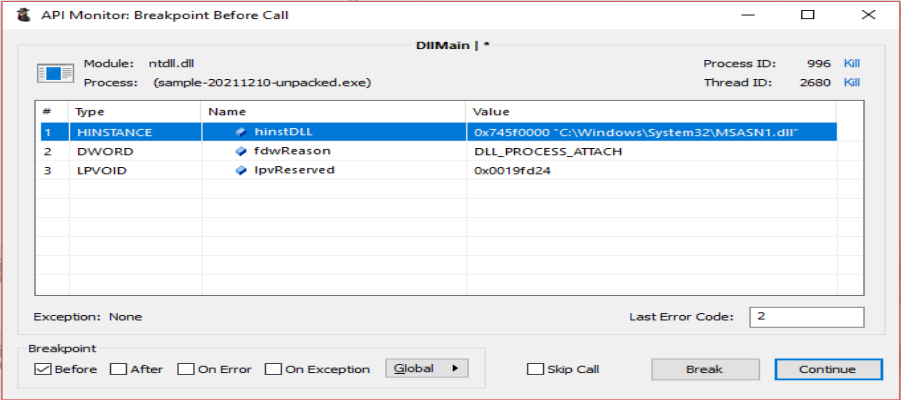 API Monitor: Breakpoint Before Call
DllMain | *
Module: ntdll.dll Process ID: 996 Kill
Process: (sample-20211210-unpacked.exe) Thread ID: 2680 Kill
# Type Name Value
1 HINSTANCE hinstDLL 0x745f0000 "C:\Windows\System32\MSASN1.dll"
2 DWORD fdwReason DLL_PROCESS_ATTACH
3 LPVOID lpvReserved 0x0019fd24
Exception: None Last Error Code: 2
Breakpoint
Before After On Error On Exception Global Skip Call Break Continue